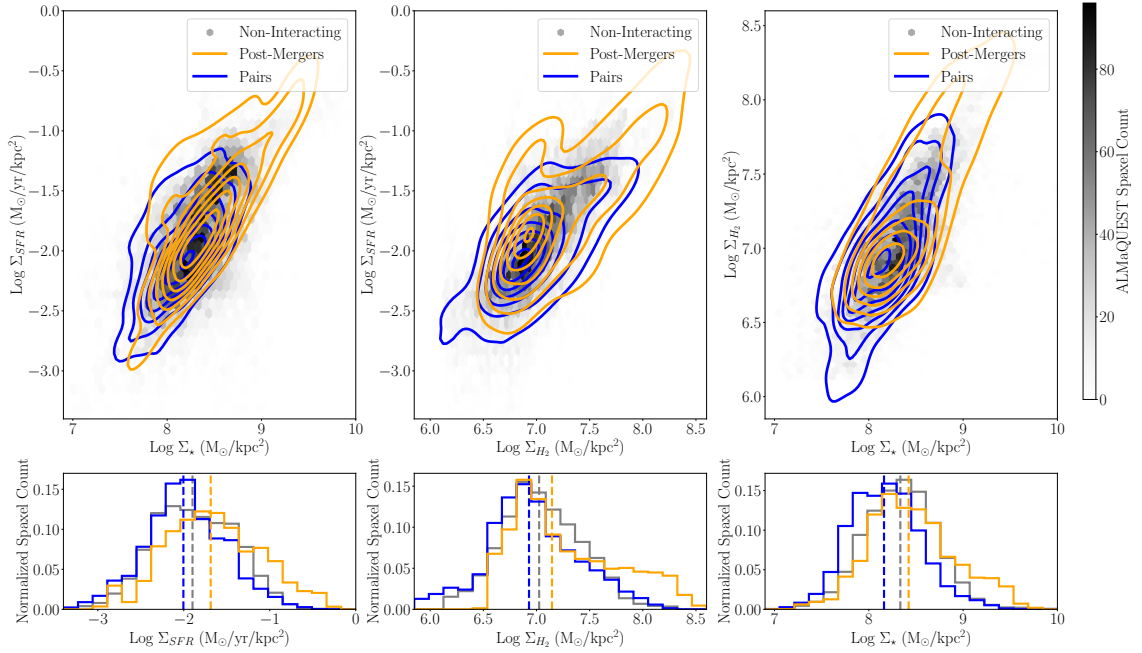 Non-Interacting
Post-Mergers
Pairs
0.0
−0.5
−1.0
−1.5
−2.0
−2.5
−3.0
Log Σ_SFR (M⊙/yr/kpc²)
7
8
9
10
Log Σ⋆ (M⊙/kpc²)
Non-Interacting
Post-Mergers
Pairs
0.0
−0.5
−1.0
−1.5
−2.0
−2.5
−3.0
Log Σ_SFR (M⊙/yr/kpc²)
6.0
6.5
7.0
7.5
8.0
8.5
Log Σ_H₂ (M⊙/kpc²)
Non-Interacting
Post-Mergers
Pairs
8.5
8.0
7.5
7.0
6.5
6.0
Log Σ_H₂ (M⊙/kpc²)
7
8
9
10
Log Σ⋆ (M⊙/kpc²)
80
60
40
20
0
ALMaQUEST Spaxel Count
Normalized Spaxel Count
0.15
0.10
0.05
0.00
−3
−2
−1
0
Log Σ_SFR (M⊙/yr/kpc²)
Normalized Spaxel Count
0.15
0.10
0.05
0.00
6.0
6.5
7.0
7.5
8.0
8.5
Log Σ_H₂ (M⊙/kpc²)
Normalized Spaxel Count
0.15
0.10
0.05
0.00
7
8
9
10
Log Σ⋆ (M⊙/kpc²)